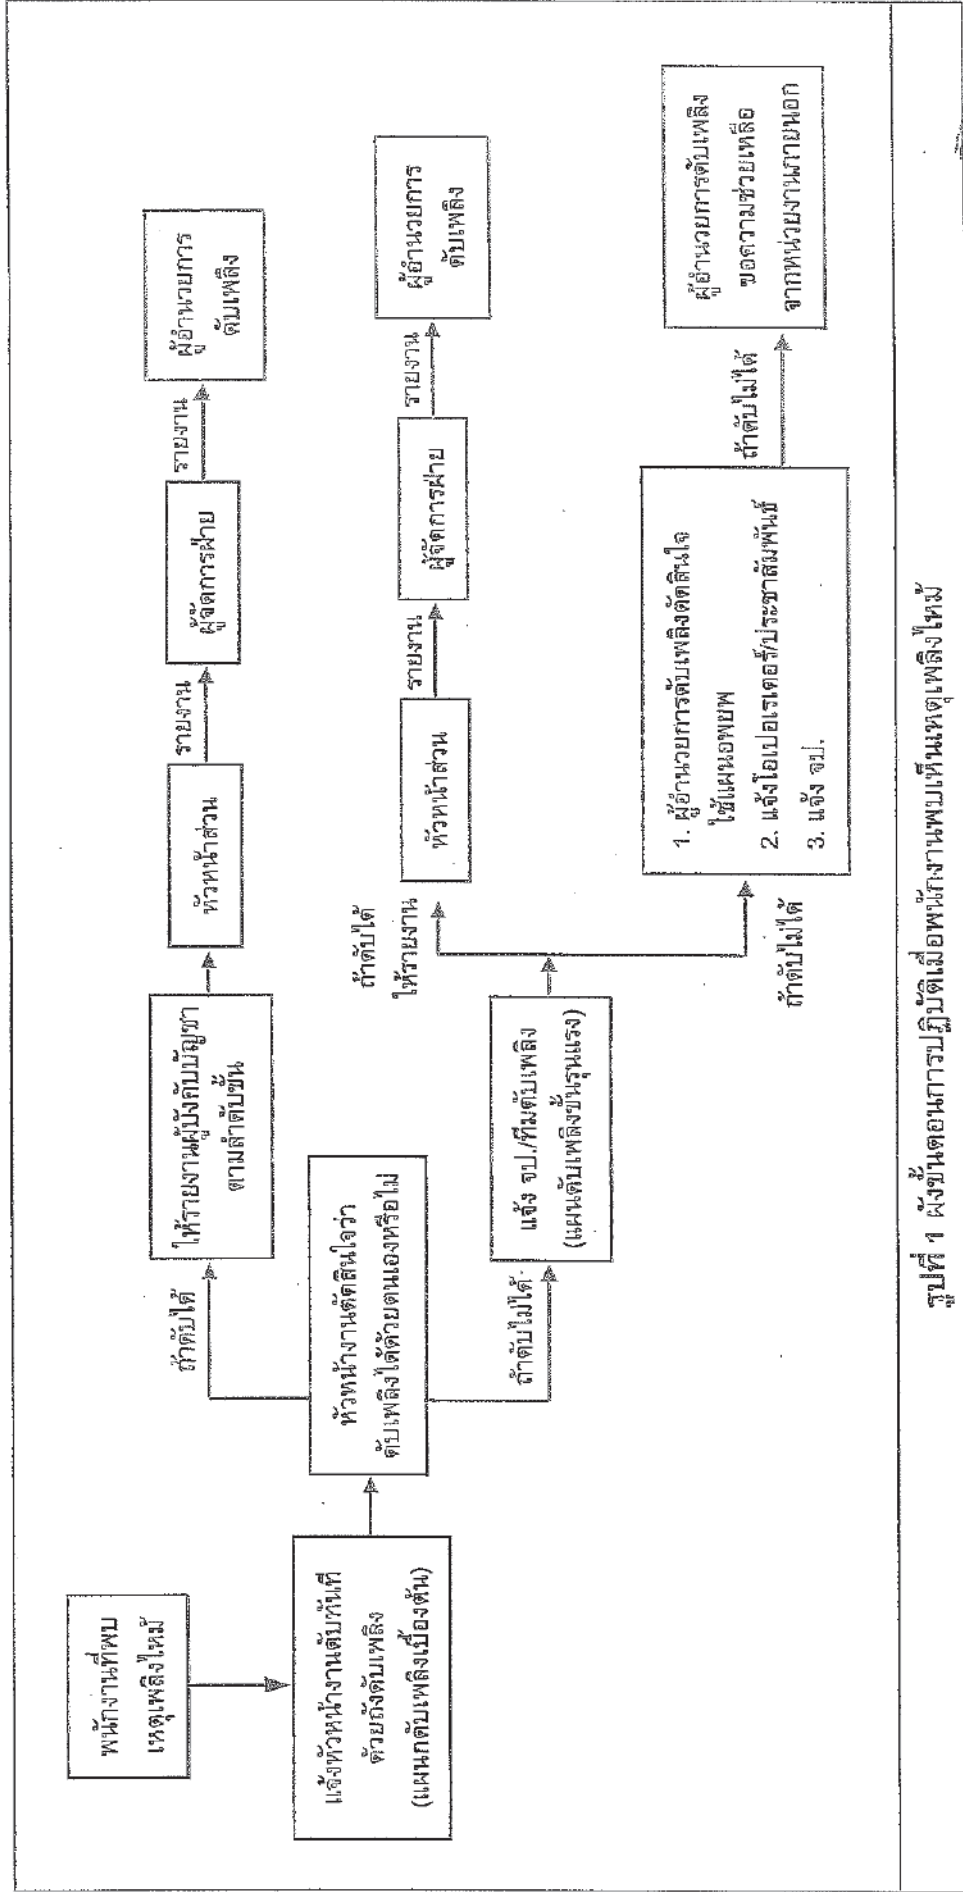 พนักงานที่พบ
เหตุเพลิงไหม้
แจ้งหัวหน้างานดับทันที
ด้วยถังดับเพลิง
(แผนกดับเพลิงเบื้องต้น)
หัวหน้างานตัดสินใจว่า
ดับเพลิงได้ด้วยตนเองหรือไม่
ถ้าดับได้
ให้รายงานผู้บังคับบัญชา
ตามลำดับชั้น
หัวหน้าส่วน
รายงาน
ผู้จัดการฝ่าย
รายงาน
ผู้อำนวยการ
ดับเพลิง
ถ้าดับไม่ได้
แจ้ง จป./ทีมดับเพลิง
(แผนดับเพลิงขั้นรุนแรง)
ถ้าดับได้
ให้รายงาน
หัวหน้าส่วน
รายงาน
ผู้จัดการฝ่าย
รายงาน
ผู้อำนวยการ
ดับเพลิง
ถ้าดับไม่ได้
1. ผู้อำนวยการดับเพลิงตัดสินใจ
ใช้แผนอพยพ
2. แจ้งโอเปอเรเตอร์/ประชาสัมพันธ์
3. แจ้ง จป.
ถ้าดับไม่ได้
ผู้อำนวยการดับเพลิง
ขอความช่วยเหลือ
จากหน่วยงานภายนอก
รูปที่ 1 ผังขั้นตอนการปฏิบัติเมื่อพนักงานพบเห็นเหตุเพลิงไหม้